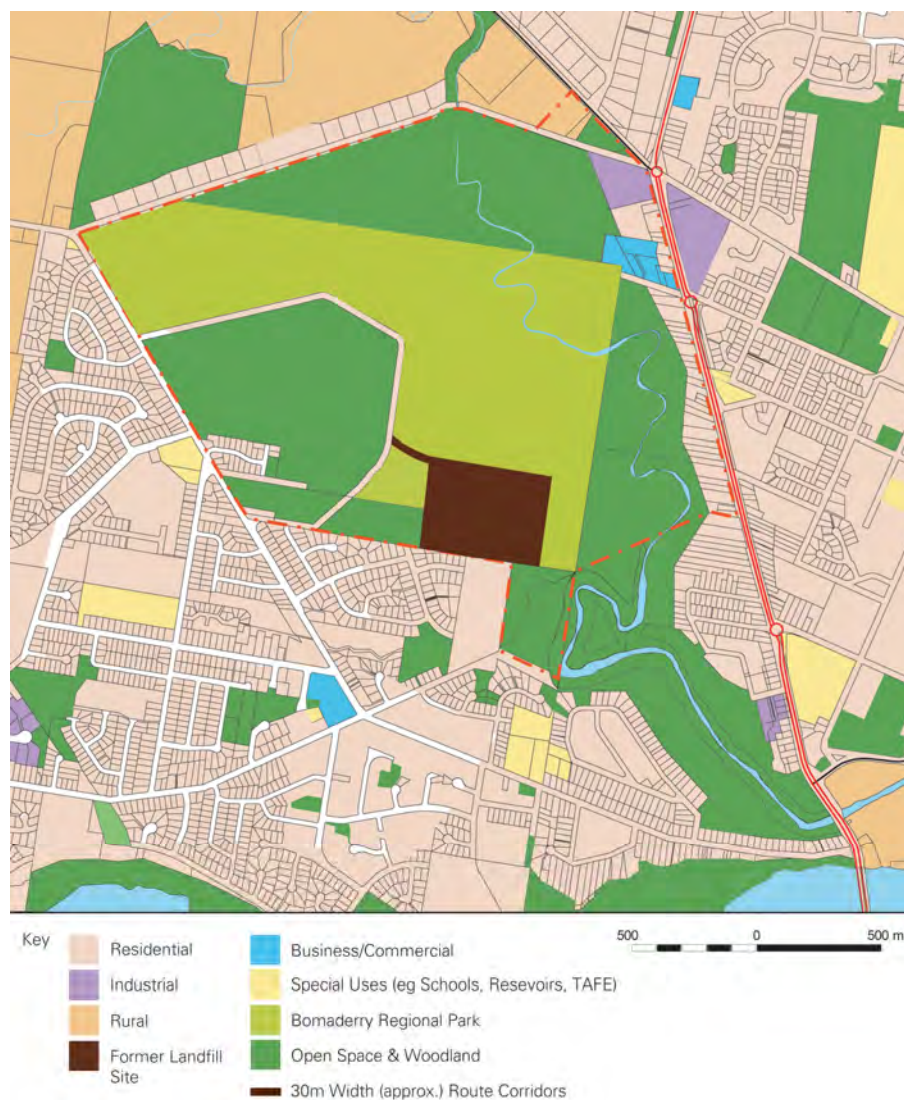 Key
Residential
Industrial
Rural
Former Landfill
Site
Business/Commercial
Special Uses (eg Schools, Resevoirs, TAFE)
Bomaderry Regional Park
Open Space & Woodland
30m Width (approx.) Route Corridors
500 0 500 m